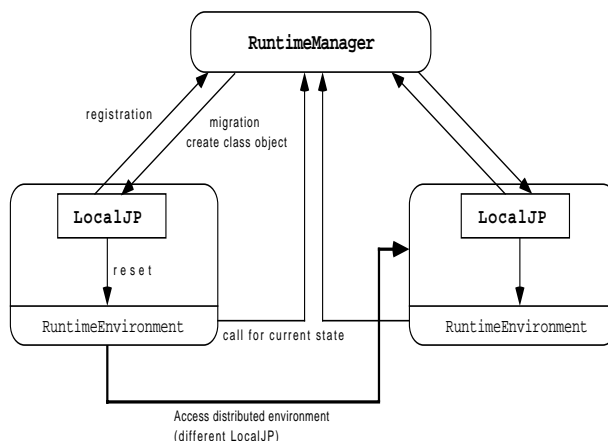 RuntimeManager
registration
migration
create class object
LocalJP
LocalJP
reset
RuntimeEnvironment
RuntimeEnvironment
call for current state
Access distributed environment
(different LocalJP)